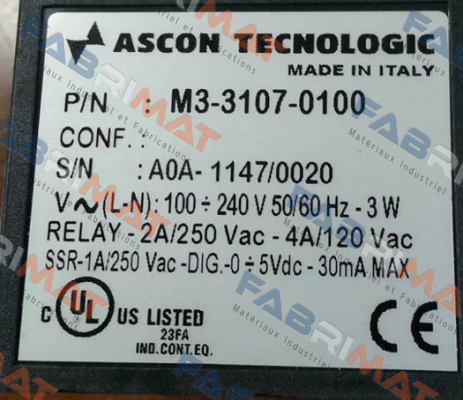 ASCON TECNOLOGIC
MADE IN ITALY
P/N : M3-3107-0100
CONF. :
S/N : A0A- 1147/0020
V ~ (L-N): 100 ÷ 240 V 50/60 Hz - 3 W
RELAY - 2A/250 Vac - 4A/120 Vac
SSR-1A/250 Vac -DIG.-0 ÷ 5Vdc - 30mA MAX
C UL US LISTED
23FA
IND.CONT.EQ.
CE
FABRIMAT
Matériaux Industriel et Fabrications